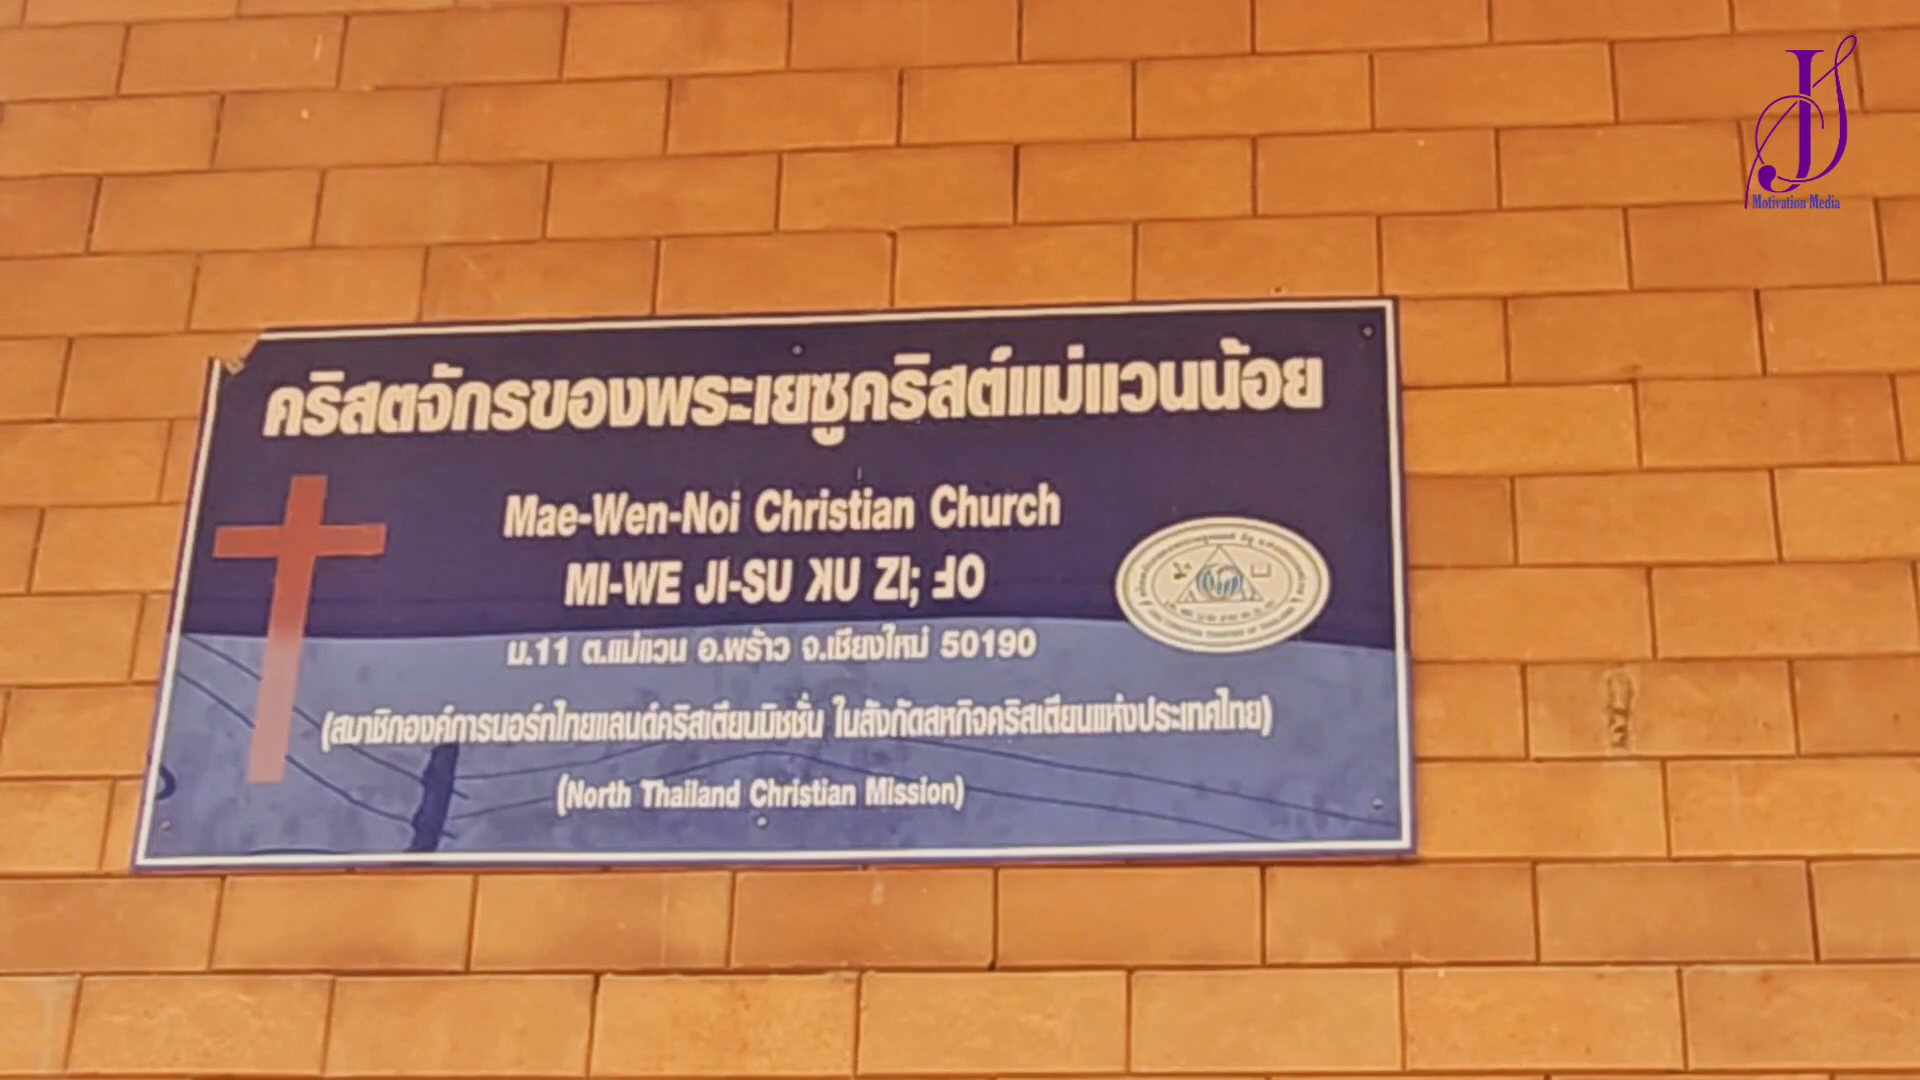 คริสตจักรของพระเยซูคริสต์แม่แวนน้อย
Mae-Wen-Noi Christian Church
MI-WE JI-SU ꓘU ZI; ꓞO
ม.11 ต.แม่แวน อ.พร้าว จ.เชียงใหม่ 50190
(สมาชิกองค์การนอร์ทไทยแลนด์คริสเตียนมิชชั่น ในสังกัดสหกิจคริสเตียนแห่งประเทศไทย)
(North Thailand Christian Mission)
JS
Motivation Media